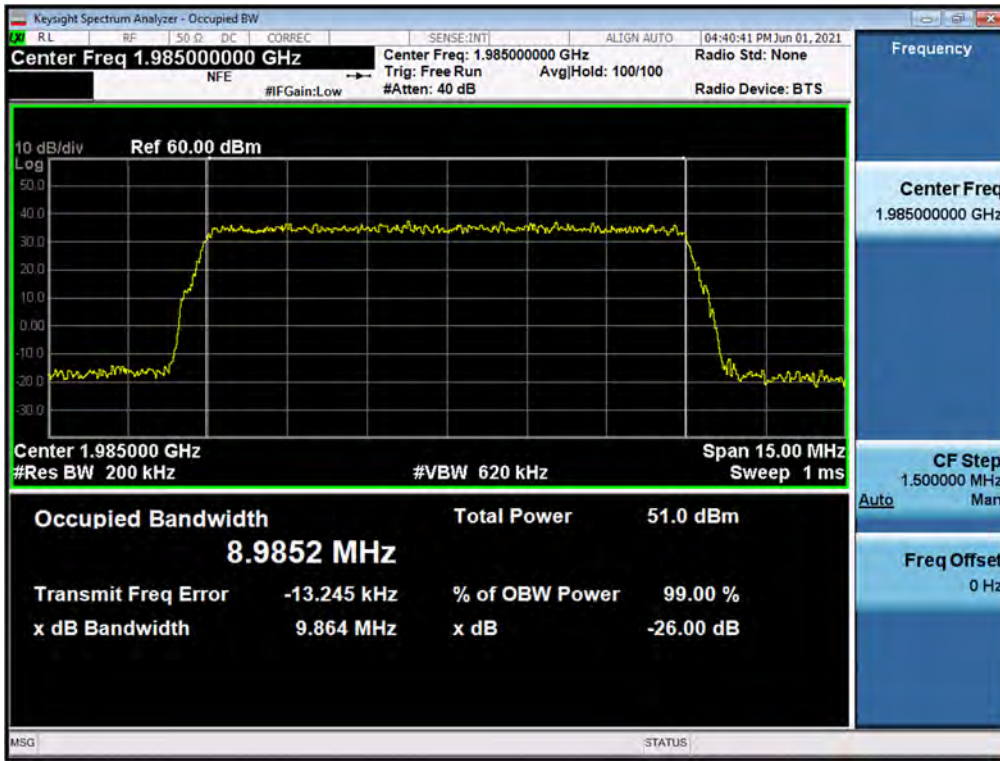 Keysight Spectrum Analyzer - Occupied BW
LXI RL RF 50 Ω DC CORREC SENSE:INT ALIGN AUTO 04:40:41 PM Jun 01, 2021
Center Freq 1.985000000 GHz Center Freq: 1.985000000 GHz Radio Std: None
NFE Trig: Free Run Avg|Hold: 100/100
#IFGain:Low #Atten: 40 dB Radio Device: BTS
10 dB/div Ref 60.00 dBm
Log
50.0
40.0
30.0
20.0
10.0
0.00
-10.0
-20.0
-30.0
Center 1.985000 GHz Span 15.00 MHz
#Res BW 200 kHz #VBW 620 kHz Sweep 1 ms
Occupied Bandwidth Total Power 51.0 dBm
8.9852 MHz
Transmit Freq Error -13.245 kHz % of OBW Power 99.00 %
x dB Bandwidth 9.864 MHz x dB -26.00 dB
MSG STATUS
Frequency
Center Freq
1.985000000 GHz
CF Step
1.500000 MHz
Auto Man
Freq Offset
0 Hz